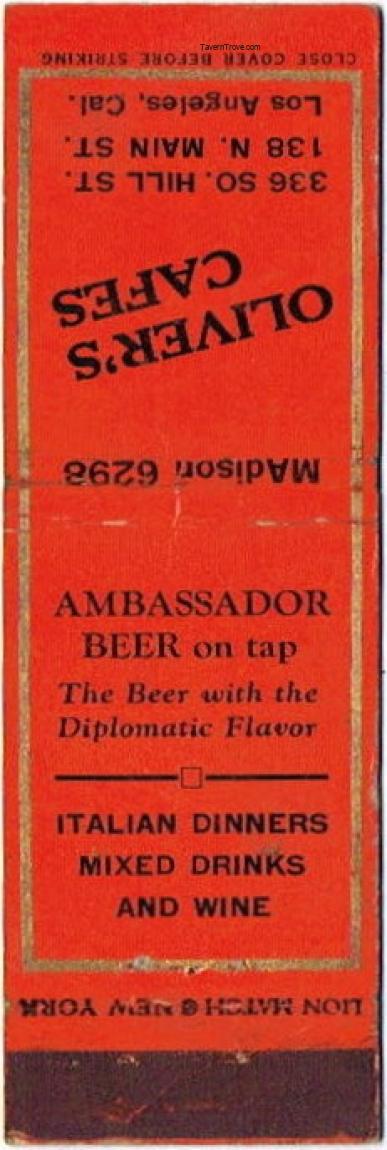 TavernTrove.com
CLOSE COVER BEFORE STRIKING
OLIVER'S
CAFES
336 SO. HILL ST.
138 N. MAIN ST.
Los Angeles, Cal.
MAdison 6298
AMBASSADOR
BEER on tap
The Beer with the
Diplomatic Flavor
ITALIAN DINNERS
MIXED DRINKS
AND WINE
LION MATCH @ NEW YORK